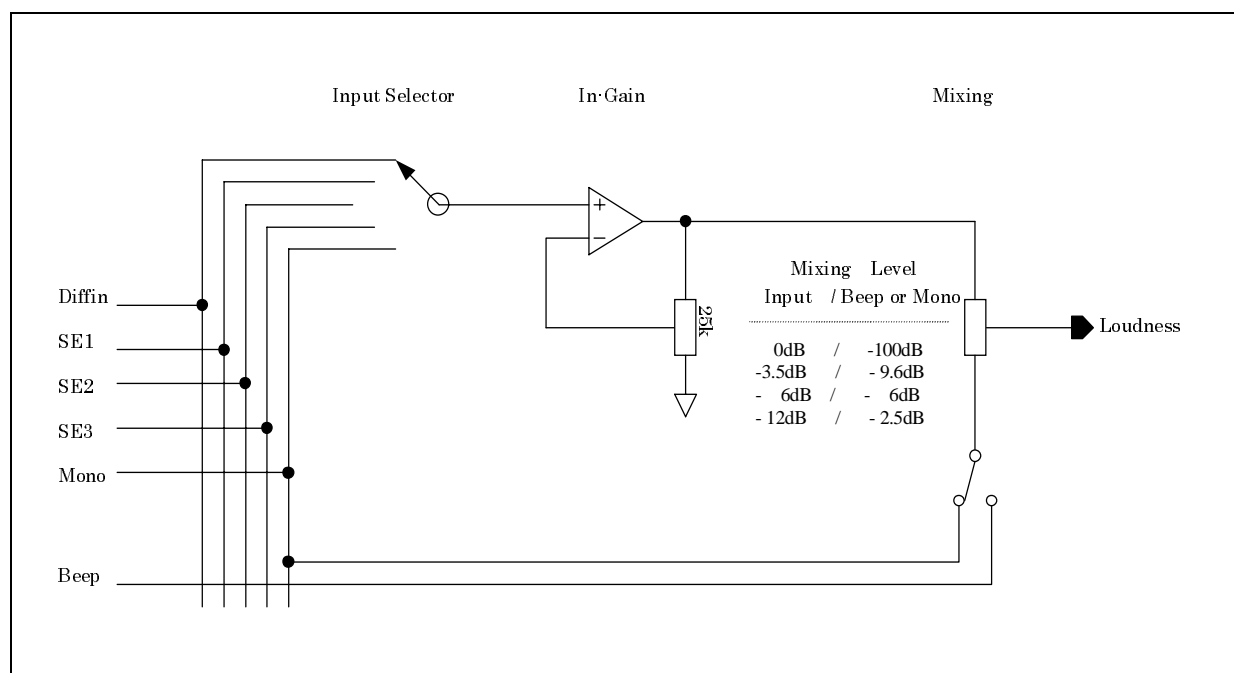 Input Selector
In·Gain
Mixing
+
−
Mixing Level
Input / Beep or Mono
0dB / -100dB
-3.5dB / - 9.6dB
- 6dB / - 6dB
- 12dB / - 2.5dB
25k
Loudness
Diffin
SE1
SE2
SE3
Mono
Beep